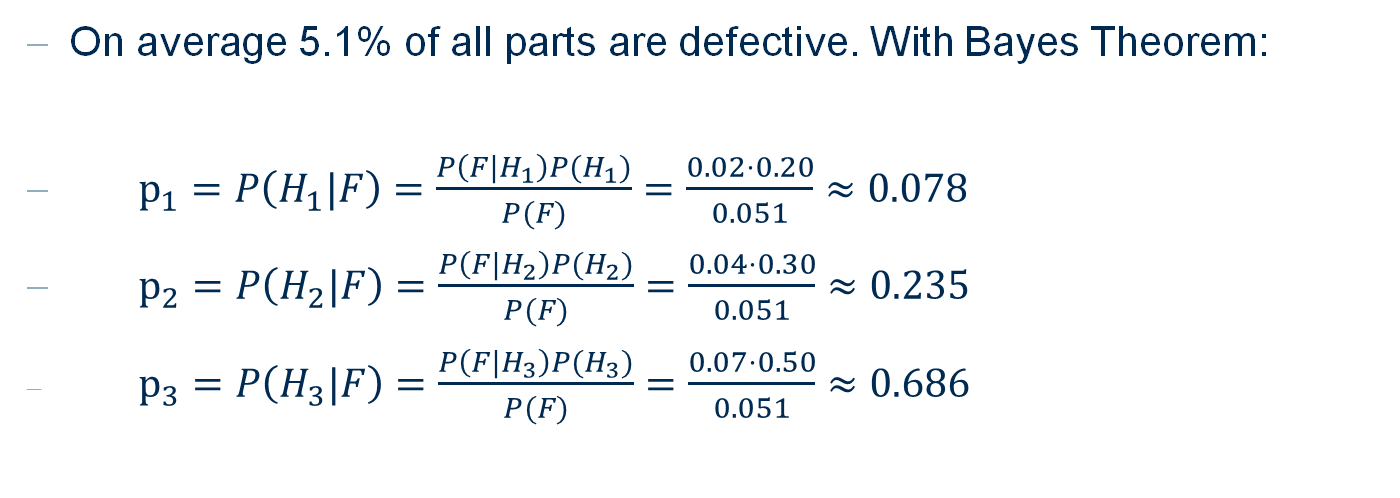 – On average 5.1% of all parts are defective. With Bayes Theorem:
– p₁ = P(H₁|F) = P(F|H₁)P(H₁)/P(F) = 0.02·0.20/0.051 ≈ 0.078
– p₂ = P(H₂|F) = P(F|H₂)P(H₂)/P(F) = 0.04·0.30/0.051 ≈ 0.235
– p₃ = P(H₃|F) = P(F|H₃)P(H₃)/P(F) = 0.07·0.50/0.051 ≈ 0.686